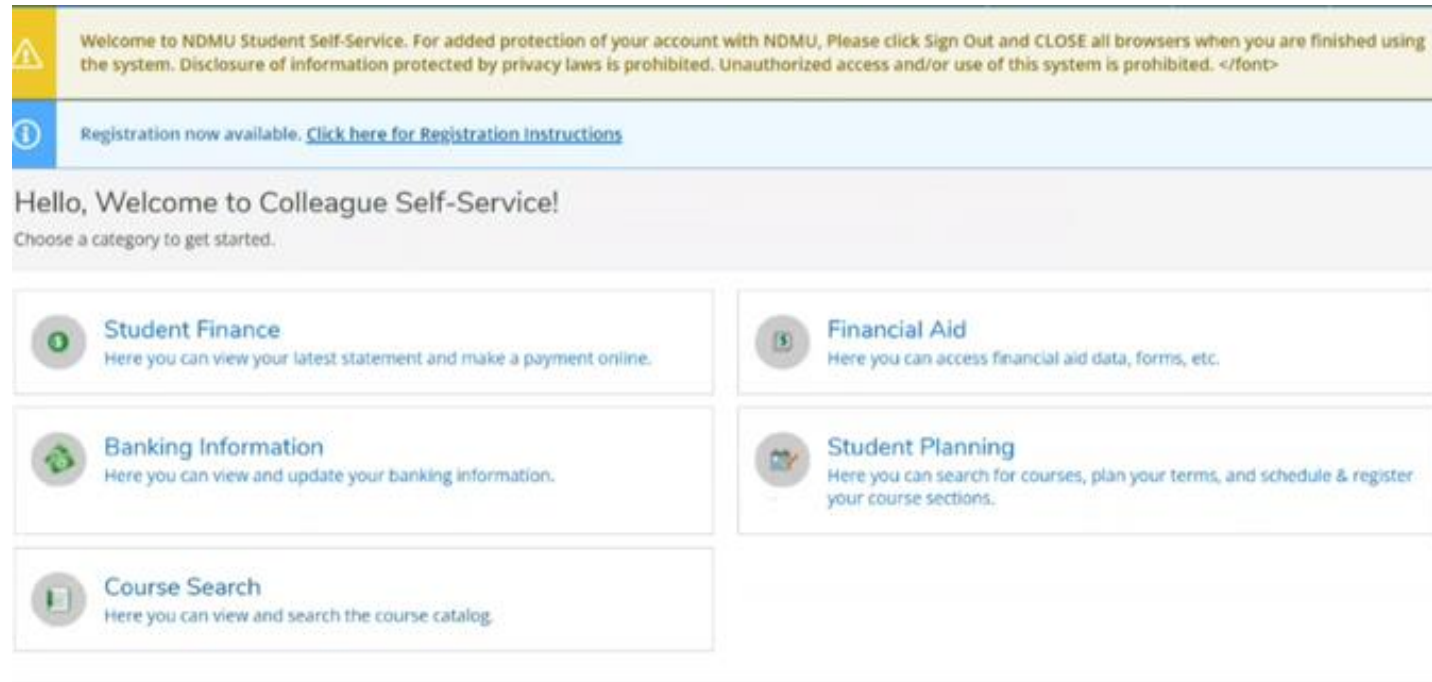 Welcome to NDMU Student Self-Service. For added protection of your account with NDMU, Please click Sign Out and CLOSE all browsers when you are finished using
the system. Disclosure of information protected by privacy laws is prohibited. Unauthorized access and/or use of this system is prohibited. </font>
Registration now available. Click here for Registration Instructions
Hello, Welcome to Colleague Self-Service!
Choose a category to get started.
Student Finance
Here you can view your latest statement and make a payment online.
Financial Aid
Here you can access financial aid data, forms, etc.
Banking Information
Here you can view and update your banking information.
Student Planning
Here you can search for courses, plan your terms, and schedule & register
your course sections.
Course Search
Here you can view and search the course catalog.